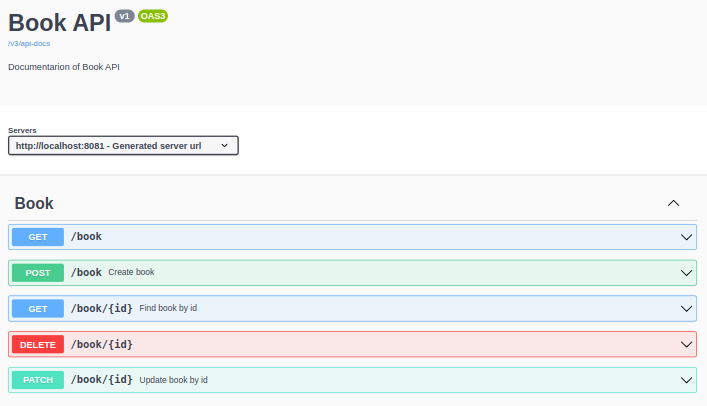 Book API v1 OAS3
/v3/api-docs
Documentarion of Book API
Servers
http://localhost:8081 - Generated server url
Book
GET /book
POST /book Create book
GET /book/{id} Find book by id
DELETE /book/{id}
PATCH /book/{id} Update book by id